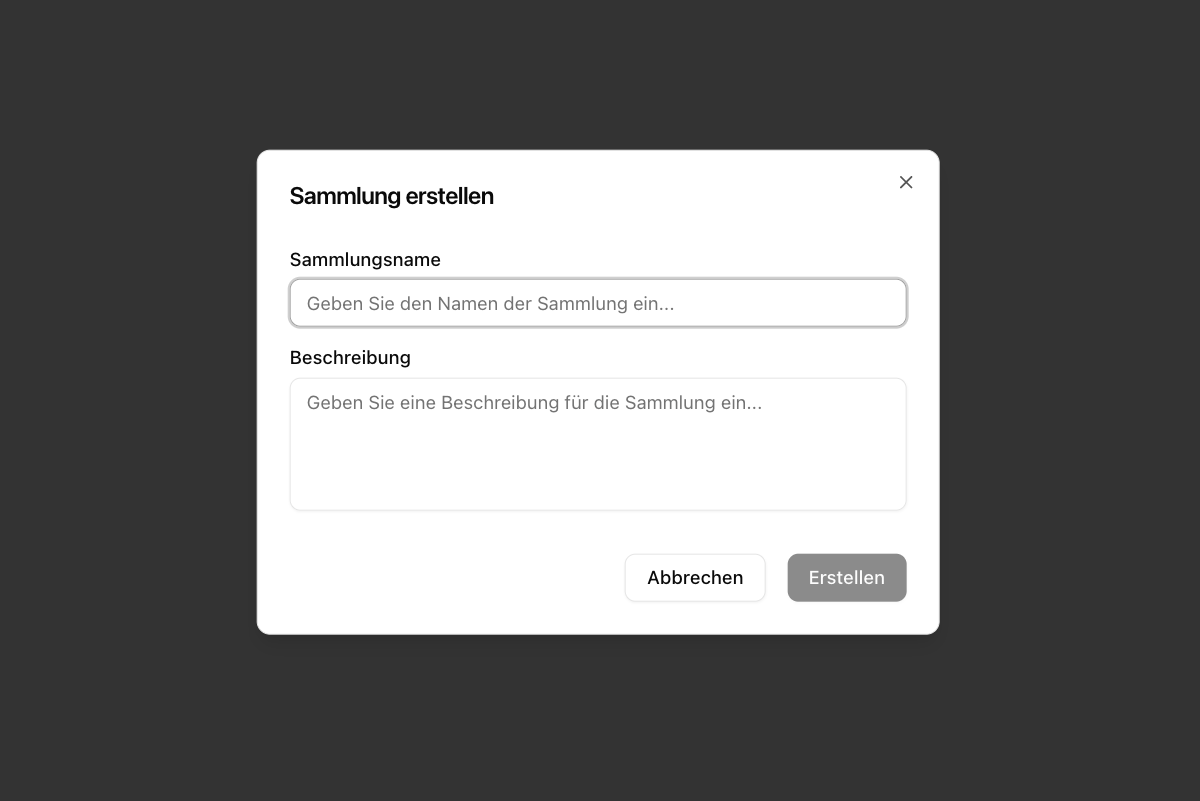 Sammlung erstellen
Sammlungsname
Geben Sie den Namen der Sammlung ein...
Beschreibung
Geben Sie eine Beschreibung für die Sammlung ein...
Abbrechen
Erstellen